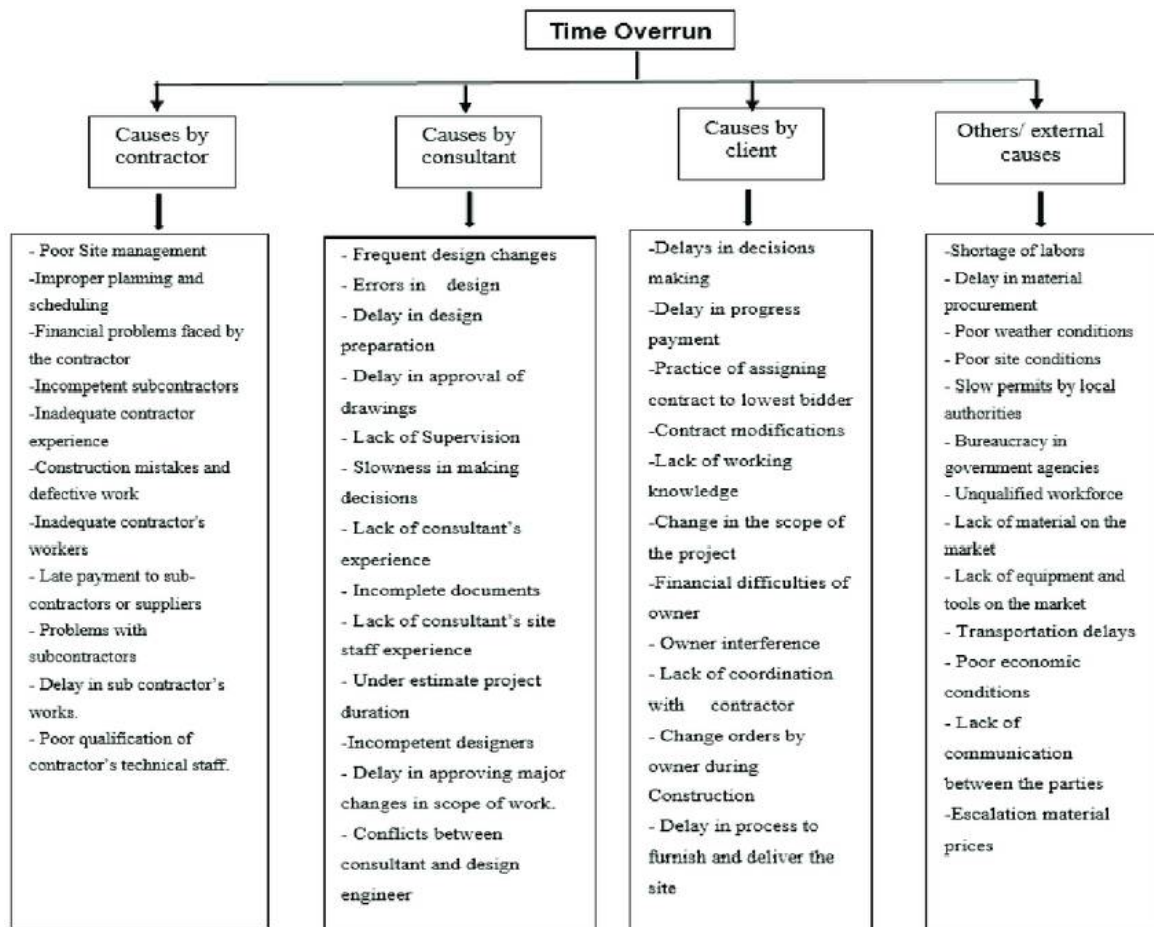 Time Overrun
Causes by
contractor
Causes by
consultant
Causes by
client
Others/ external
causes
- Poor Site management
-Improper planning and
scheduling
-Financial problems faced by
the contractor
-Incompetent subcontractors
-Inadequate contractor
experience
-Construction mistakes and
defective work
-Inadequate contractor's
workers
- Late payment to sub-
contractors or suppliers
- Problems with
subcontractors
- Delay in sub contractor's
works.
- Poor qualification of
contractor's technical staff.
- Frequent design changes
- Errors in design
- Delay in design
preparation
- Delay in approval of
drawings
- Lack of Supervision
- Slowness in making
decisions
- Lack of consultant's
experience
- Incomplete documents
- Lack of consultant's site
staff experience
- Under estimate project
duration
-Incompetent designers
- Delay in approving major
changes in scope of work.
- Conflicts between
consultant and design
engineer
-Delays in decisions
making
-Delay in progress
payment
-Practice of assigning
contract to lowest bidder
-Contract modifications
-Lack of working
knowledge
-Change in the scope of
the project
-Financial difficulties of
owner
- Owner interference
- Lack of coordination
with contractor
- Change orders by
owner during
Construction
- Delay in process to
furnish and deliver the
site
-Shortage of labors
- Delay in material
procurement
- Poor weather conditions
- Poor site conditions
- Slow permits by local
authorities
- Bureaucracy in
government agencies
- Unqualified workforce
- Lack of material on the
market
- Lack of equipment and
tools on the market
- Transportation delays
- Poor economic
conditions
- Lack of
communication
between the parties
-Escalation material
prices